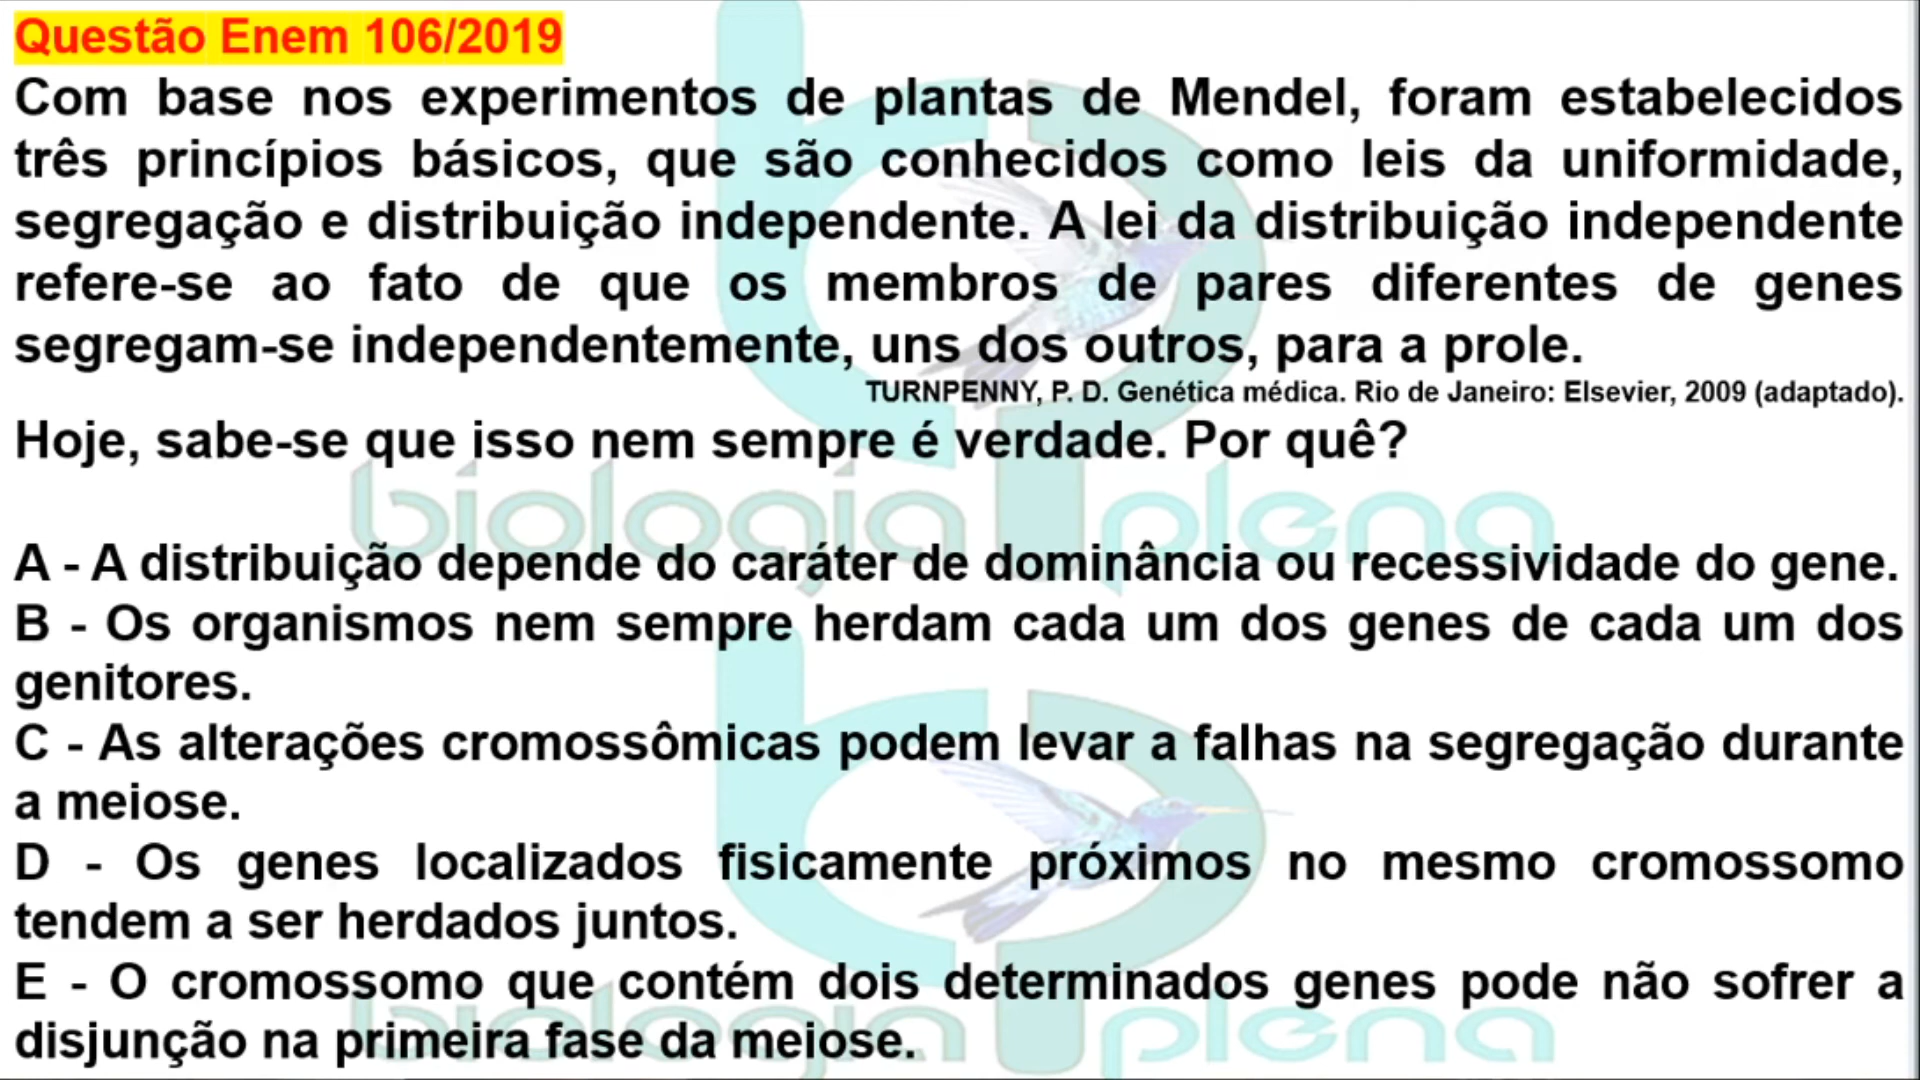 Questão Enem 106/2019
Com base nos experimentos de plantas de Mendel, foram estabelecidos
três princípios básicos, que são conhecidos como leis da uniformidade,
segregação e distribuição independente. A lei da distribuição independente
refere-se ao fato de que os membros de pares diferentes de genes
segregam-se independentemente, uns dos outros, para a prole.
TURNPENNY, P. D. Genética médica. Rio de Janeiro: Elsevier, 2009 (adaptado).
Hoje, sabe-se que isso nem sempre é verdade. Por quê?
biologia plena
A - A distribuição depende do caráter de dominância ou recessividade do gene.
B - Os organismos nem sempre herdam cada um dos genes de cada um dos
genitores.
C - As alterações cromossômicas podem levar a falhas na segregação durante
a meiose.
D - Os genes localizados fisicamente próximos no mesmo cromossomo
tendem a ser herdados juntos.
E - O cromossomo que contém dois determinados genes pode não sofrer a
disjunção na primeira fase da meiose.
biologia plena